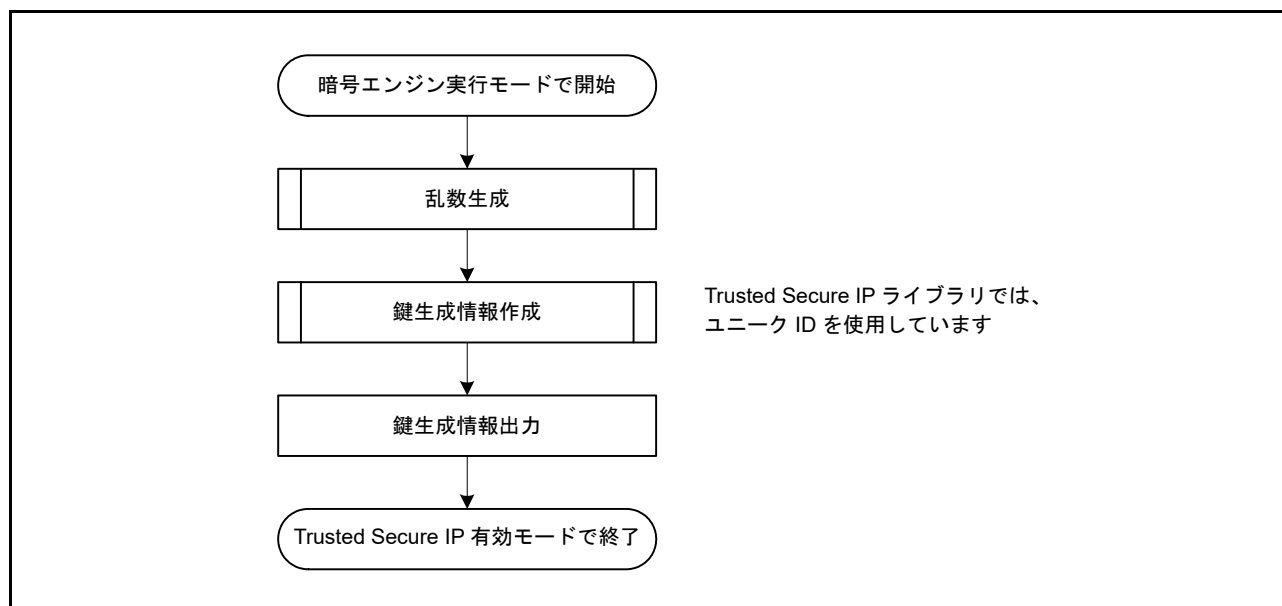 暗号エンジン実行モードで開始
乱数生成
鍵生成情報作成
Trusted Secure IP ライブラリでは、
ユニーク ID を使用しています
鍵生成情報出力
Trusted Secure IP 有効モードで終了